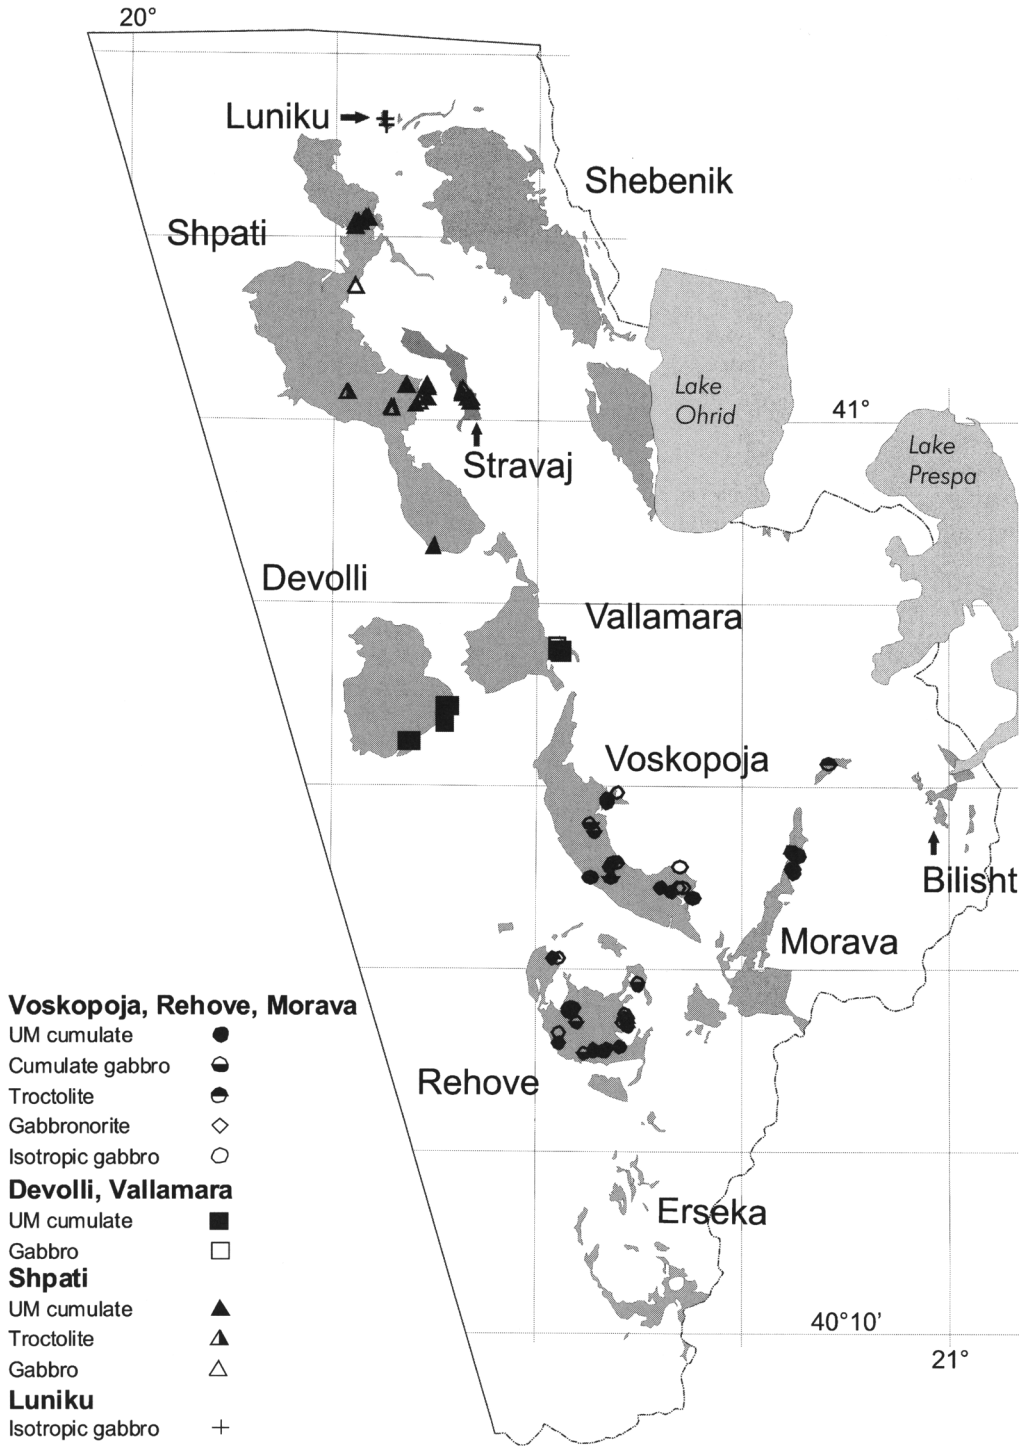 20°
Luniku
Shebenik
Shpati
Lake
Ohrid
41°
Lake
Prespa
Stravaj
Devolli
Vallamara
Voskopoja
Bilisht
Morava
Rehove
Erseka
40°10'
21°
Voskopoja, Rehove, Morava
UM cumulate
Cumulate gabbro
Troctolite
Gabbronorite
Isotropic gabbro
Devolli, Vallamara
UM cumulate
Gabbro
Shpati
UM cumulate
Troctolite
Gabbro
Luniku
Isotropic gabbro